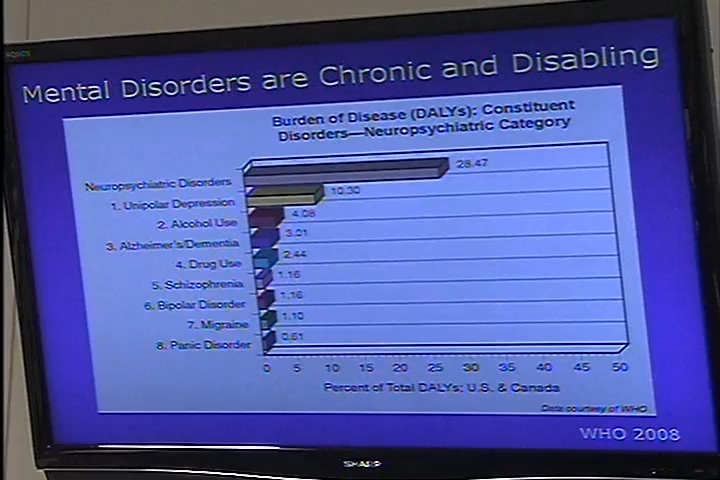 Mental Disorders are Chronic and Disabling
Burden of Disease (DALYs): Constituent
Disorders—Neuropsychiatric Category
Neuropsychiatric Disorders 28.47
1. Unipolar Depression 10.30
2. Alcohol Use 4.08
3. Alzheimer's/Dementia 3.01
4. Drug Use 2.44
5. Schizophrenia 1.16
6. Bipolar Disorder 1.16
7. Migraine 1.10
8. Panic Disorder 0.61
0 5 10 15 20 25 30 35 40 45 50
Percent of Total DALYs: U.S. & Canada
Data courtesy of WHO
WHO 2008
SHARP